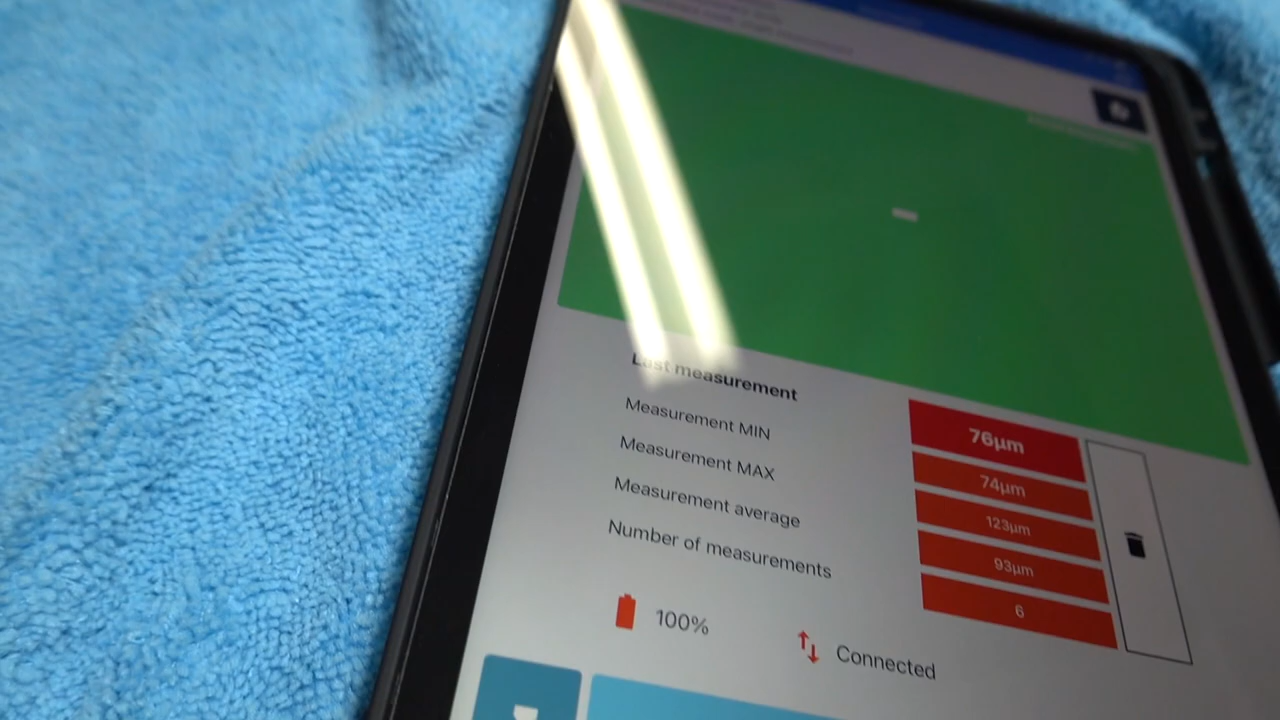 Last measurement
76µm
Measurement MIN
74µm
Measurement MAX
123µm
Measurement average
93µm
Number of measurements
6
100%
Connected